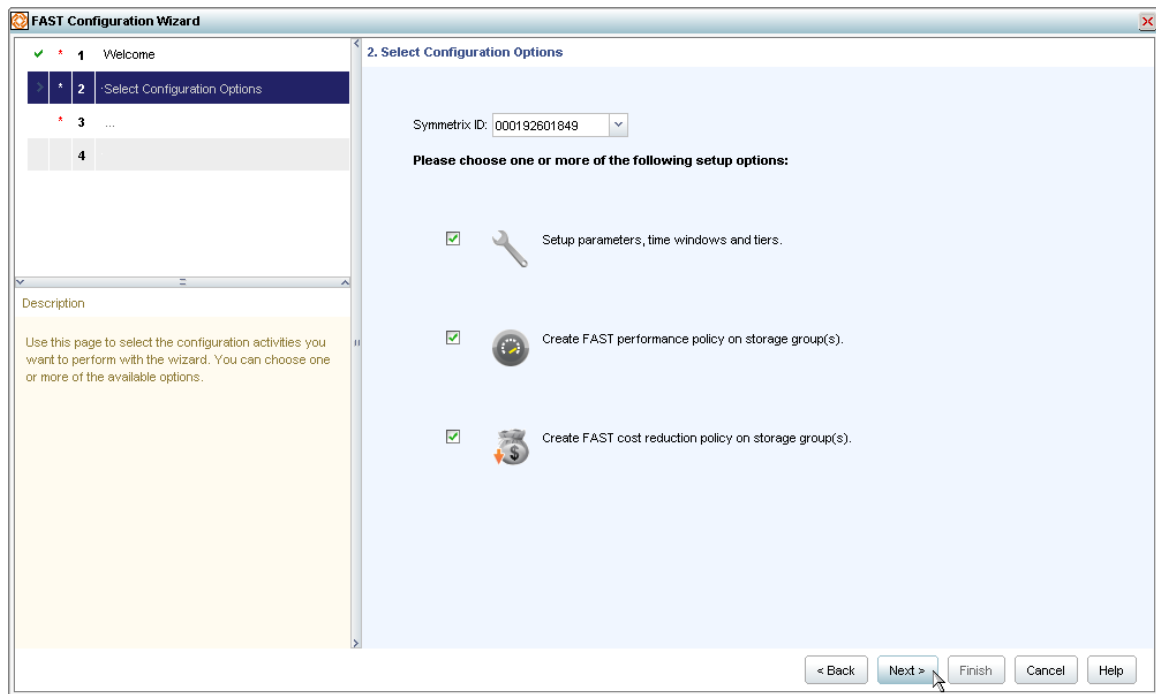 FAST Configuration Wizard
* 1 Welcome
* 2 ·Select Configuration Options
* 3 ...
4
Description
Use this page to select the configuration activities you
want to perform with the wizard. You can choose one
or more of the available options.
2. Select Configuration Options
Symmetrix ID: 000192601849
Please choose one or more of the following setup options:
Setup parameters, time windows and tiers.
Create FAST performance policy on storage group(s).
$
Create FAST cost reduction policy on storage group(s).
< Back Next > Finish Cancel Help